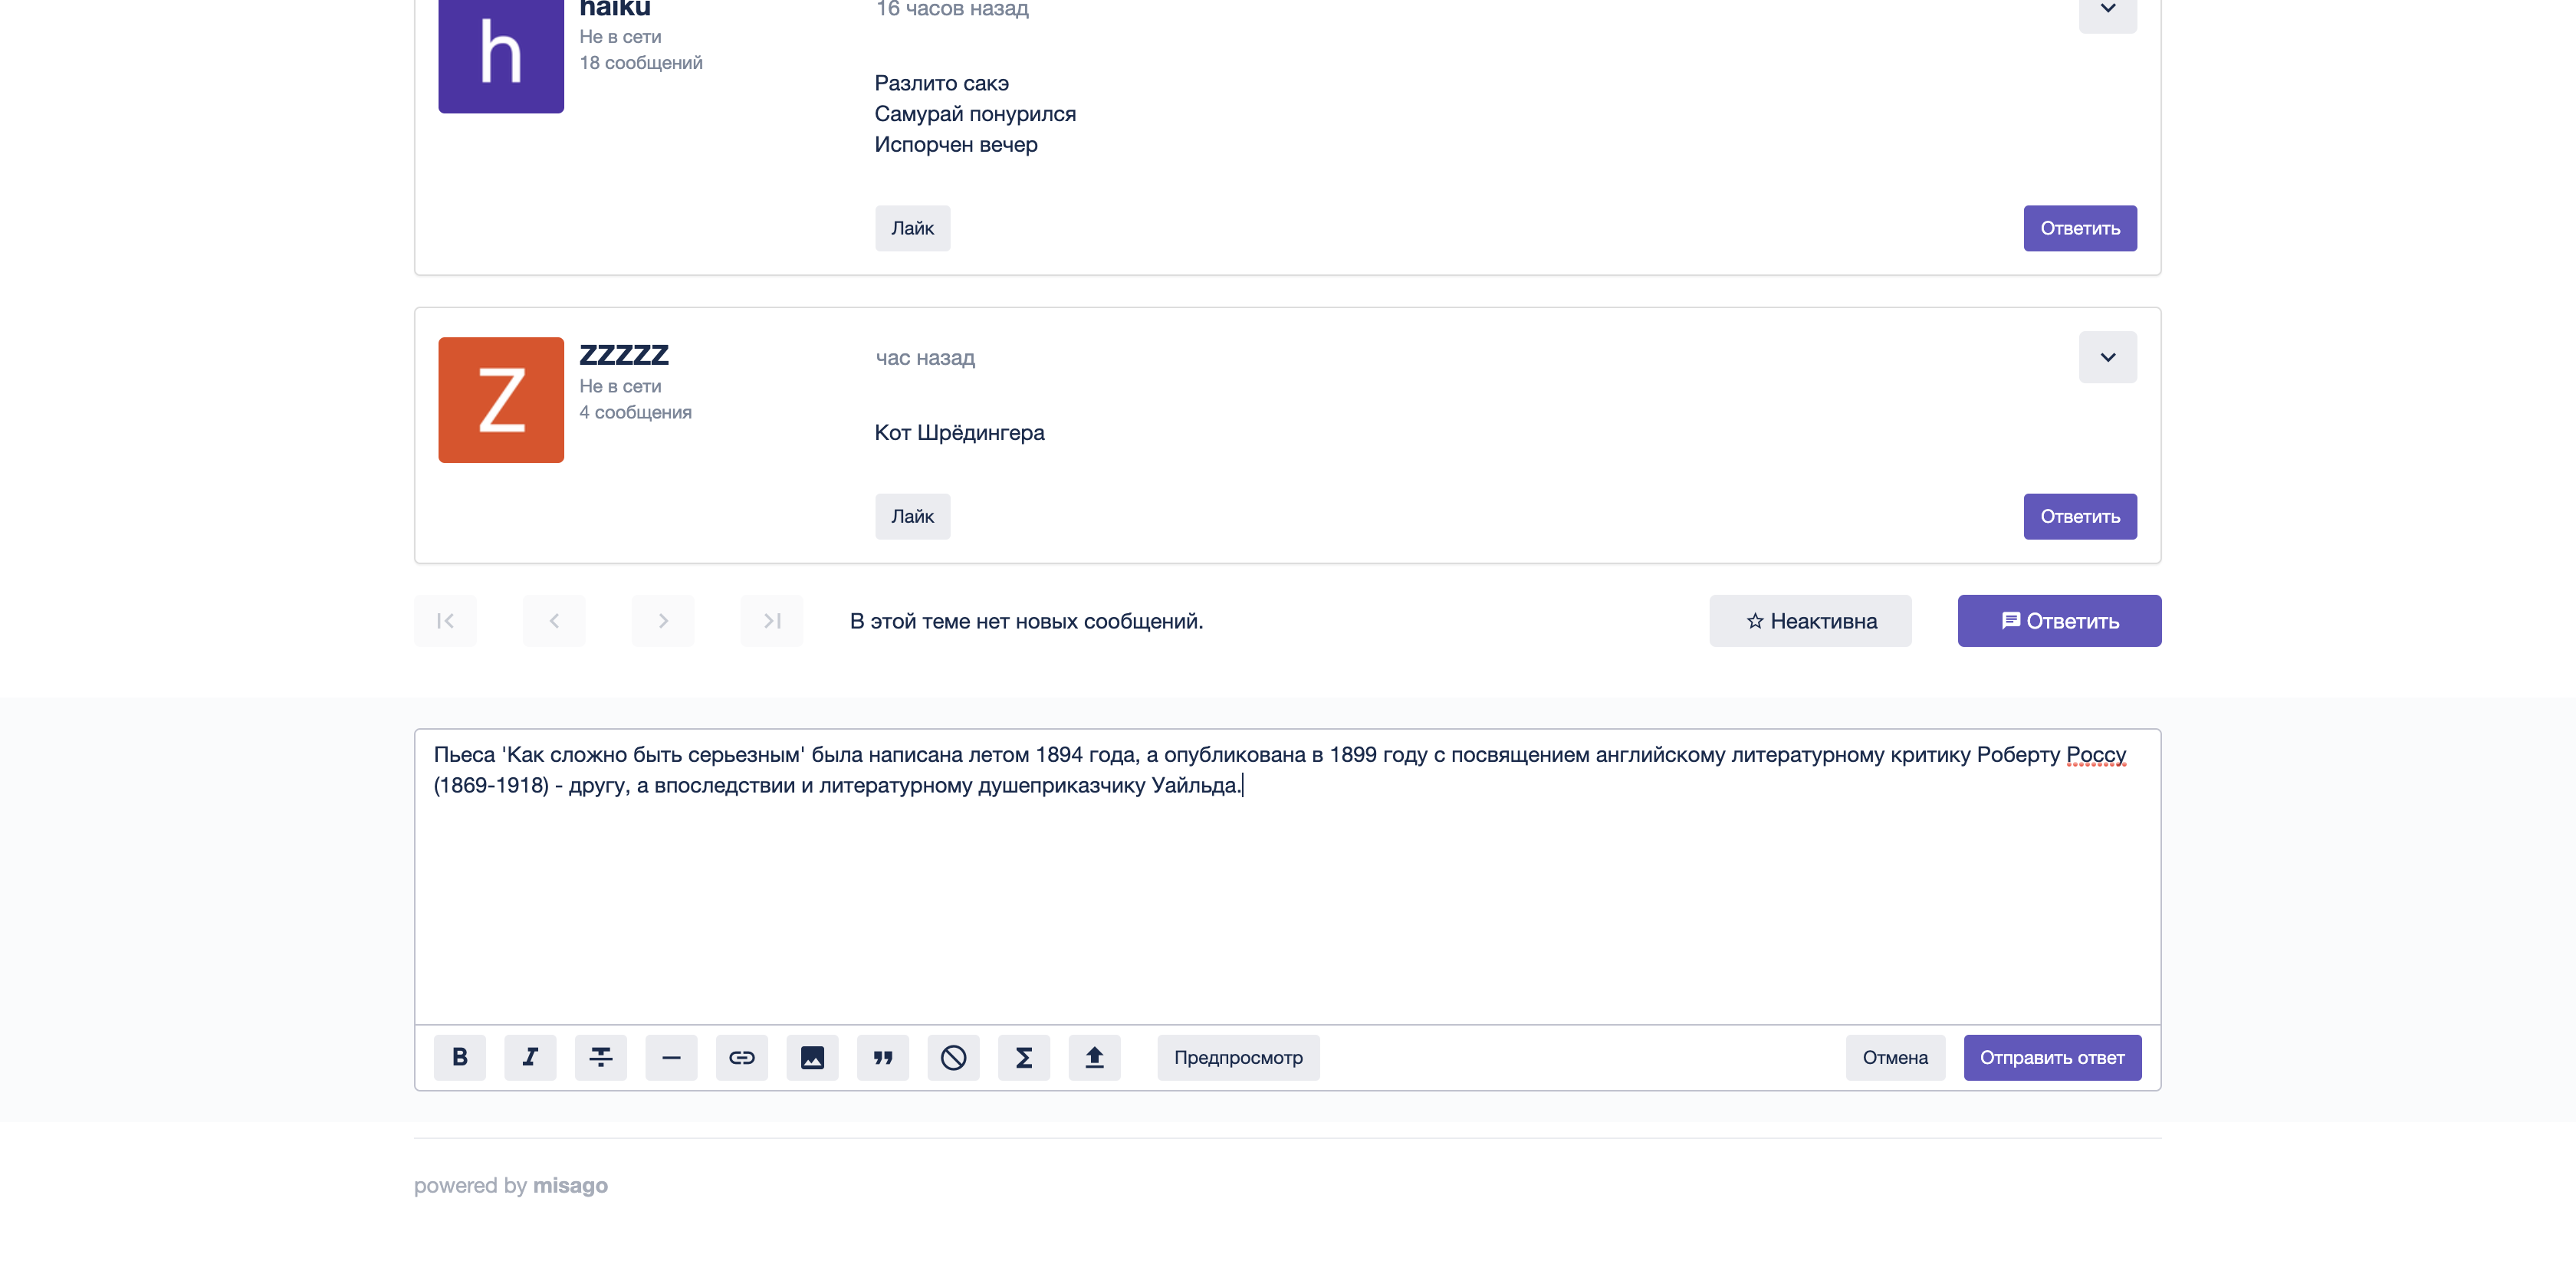 haiku
16 часов назад
Не в сети
18 сообщений
h
Разлито сакэ
Самурай понурился
Испорчен вечер
Лайк
Ответить
zzzzz
час назад
Не в сети
4 сообщения
Z
Кот Шрёдингера
Лайк
Ответить
В этой теме нет новых сообщений.
Неактивна
Ответить
Пьеса 'Как сложно быть серьезным' была написана летом 1894 года, а опубликована в 1899 году с посвящением английскому литературному критику Роберту Россу
(1869-1918) - другу, а впоследствии и литературному душеприказчику Уайльда.
B I T Σ
Предпросмотр
Отмена
Отправить ответ
powered by misago